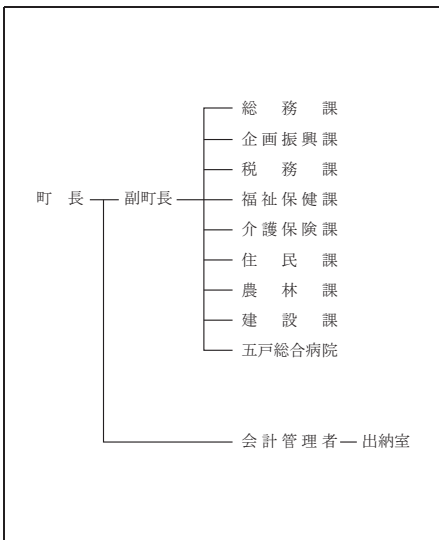 総務課
企画振興課
税務課
町長 副町長 福祉保健課
介護保険課
住民課
農林課
建設課
五戸総合病院
会計管理者 出納室